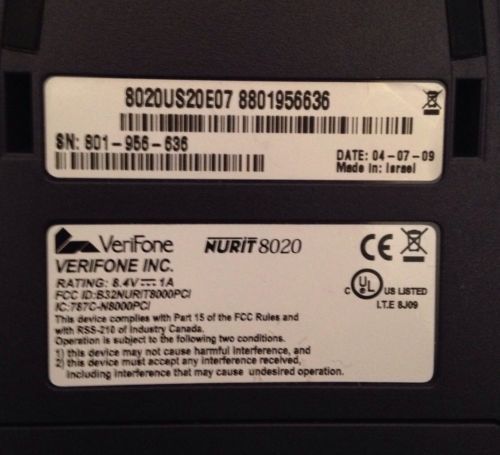 8020US20E07 8801956636
SN: 801-956-636
DATE: 04-07-09
Made in: Israel
VeriFone
NURIT 8020
CE
VERIFONE INC.
RATING: 8.4V⎓1A
FCC ID:B32NURIT8000PCI
IC:787C-N8000PCI
C UL US LISTED
I.T.E 8J09
This device complies with Part 15 of the FCC Rules and
with RSS-210 of Industry Canada.
Operation is subject to the following two conditions.
1) this device may not cause harmful interference, and
2) this device must accept any interference received,
including interference that may cause undesired operation.